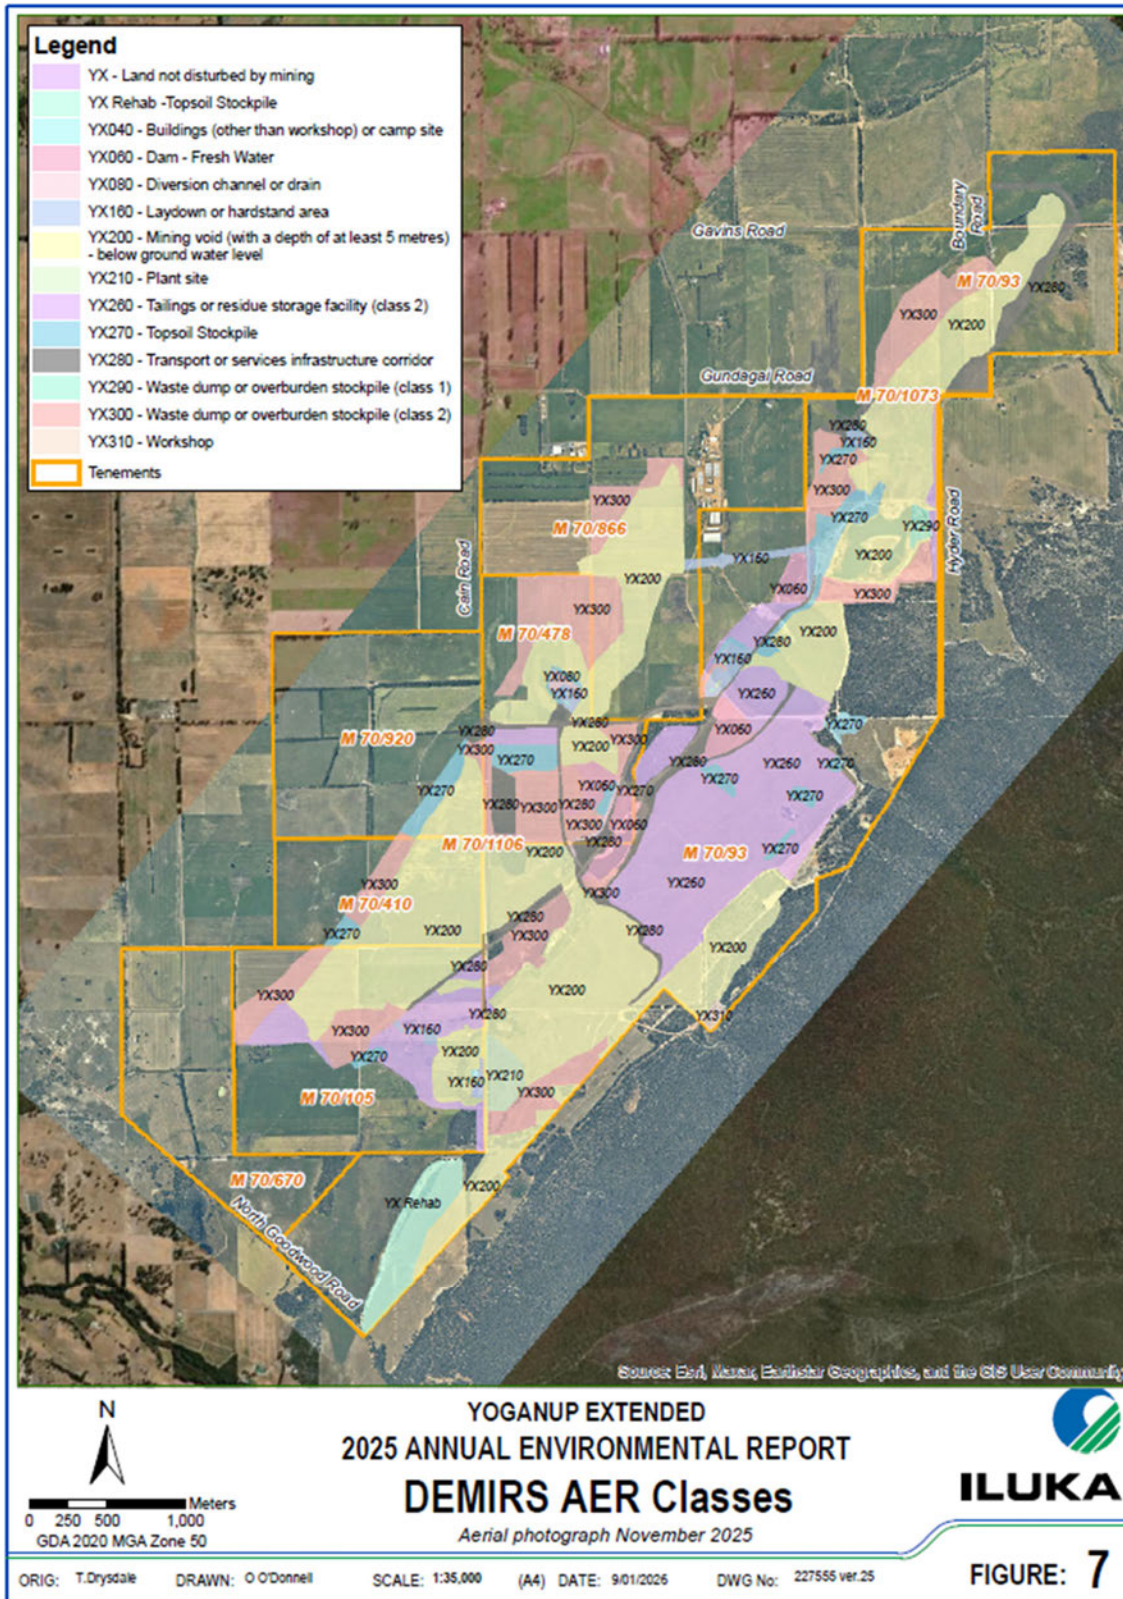 Legend
YX - Land not disturbed by mining
YX Rehab -Topsoil Stockpile
YX040 - Buildings (other than workshop) or camp site
YX060 - Dam - Fresh Water
YX080 - Diversion channel or drain
YX160 - Laydown or hardstand area
YX200 - Mining void (with a depth of at least 5 metres)
- below ground water level
YX210 - Plant site
YX260 - Tailings or residue storage facility (class 2)
YX270 - Topsoil Stockpile
YX280 - Transport or services infrastructure corridor
YX290 - Waste dump or overburden stockpile (class 1)
YX300 - Waste dump or overburden stockpile (class 2)
YX310 - Workshop
Tenements
Boundary
Road
Gavins Road
M 70/93
YX280
YX300
YX200
Gundagai Road
M 70/1073
YX280
YX160
YX270
YX300
YX300
YX270
YX290
Hyder Road
M 70/866
YX200
YX160
YX200
Cain Road
YX060
YX300
YX300
M 70/478
YX200
YX280
YX160
YX080
YX160
YX260
YX280
YX060
YX270
M 70/920
YX280
YX300
YX200
YX300
YX270
YX280
YX260
YX270
YX270
YX270
YX060
YX270
YX270
YX280
YX300
YX280
YX300
YX060
YX280
M 70/1106
YX200
M 70/93
YX270
YX300
YX260
YX300
M 70/410
YX280
YX270
YX200
YX300
YX280
YX200
YX280
YX200
YX300
YX280
YX310
YX300
YX160
YX270
YX200
YX160
YX210
YX300
M 70/105
M 70/670
YX Rehab
YX200
North Goodwood Road
Source: Esri, Maxar, Earthstar Geographics, and the GIS User Community
N
Meters
0 250 500 1,000
GDA 2020 MGA Zone 50
YOGANUP EXTENDED
2025 ANNUAL ENVIRONMENTAL REPORT
DEMIRS AER Classes
Aerial photograph November 2025
ILUKA
ORIG: T.Drysdale DRAWN: O O'Donnell SCALE: 1:35,000 (A4) DATE: 9/01/2026 DWG No: 227555 ver.25
FIGURE: 7